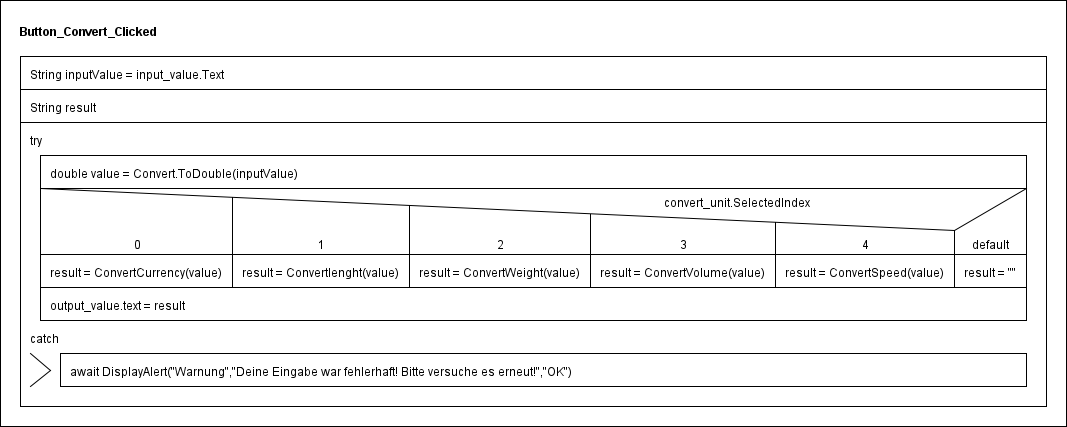 Button_Convert_Clicked
String inputValue = input_value.Text
String result
try
double value = Convert.ToDouble(inputValue)
convert_unit.SelectedIndex
0 1 2 3 4 default
result = ConvertCurrency(value) result = Convertlenght(value) result = ConvertWeight(value) result = ConvertVolume(value) result = ConvertSpeed(value) result = ""
output_value.text = result
catch
await DisplayAlert("Warnung","Deine Eingabe war fehlerhaft! Bitte versuche es erneut!","OK")